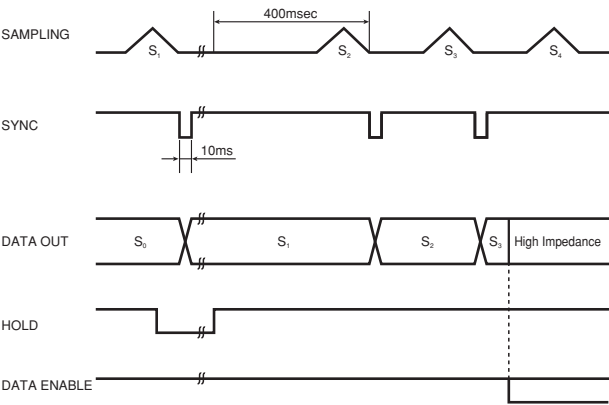 400msec
SAMPLING
S1 S2 S3 S4
SYNC
10ms
DATA OUT
S0 S1 S2 S3 High Impedance
HOLD
DATA ENABLE